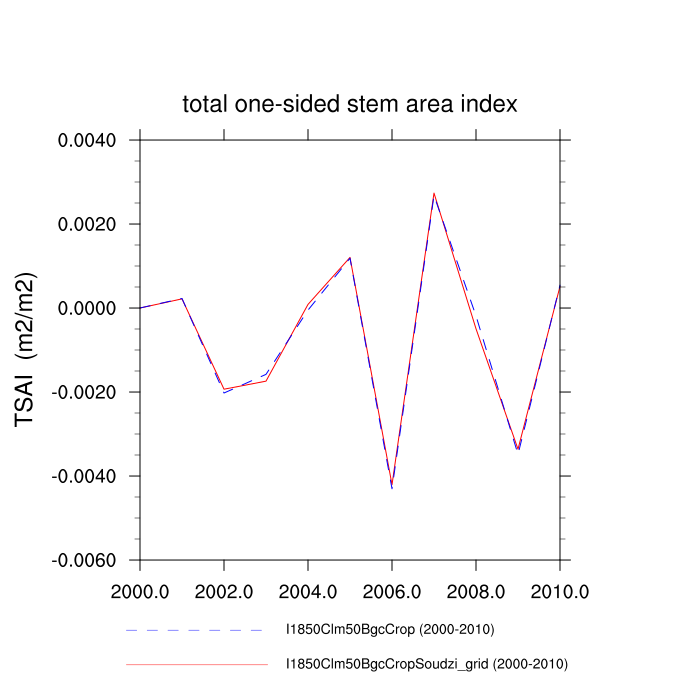 total one-sided stem area index
0.0040
0.0020
0.0000
-0.0020
-0.0040
-0.0060
TSAI (m2/m2)
2000.0 2002.0 2004.0 2006.0 2008.0 2010.0
I1850Clm50BgcCrop (2000-2010)
I1850Clm50BgcCropSoudzi_grid (2000-2010)